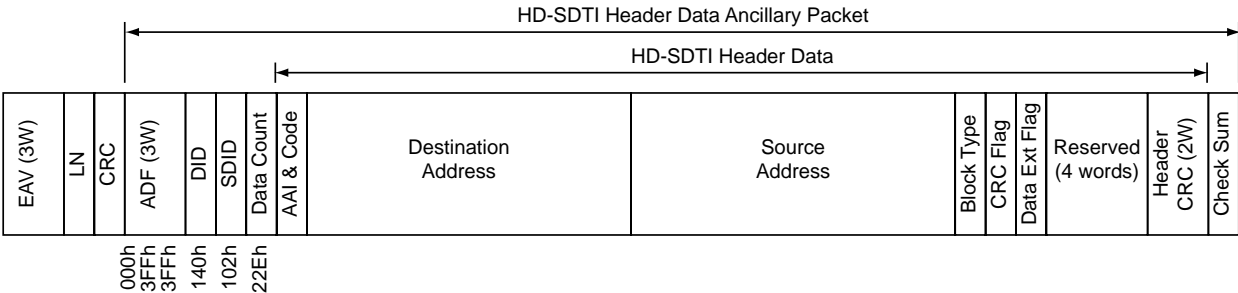 HD-SDTI Header Data Ancillary Packet
HD-SDTI Header Data
EAV (3W)
LN
CRC
ADF (3W)
DID
SDID
Data Count
AAI & Code
Destination
Address
Source
Address
Block Type
CRC Flag
Data Ext Flag
Reserved
(4 words)
Header
CRC (2W)
Check Sum
000h
3FFh
3FFh
140h
102h
22Eh